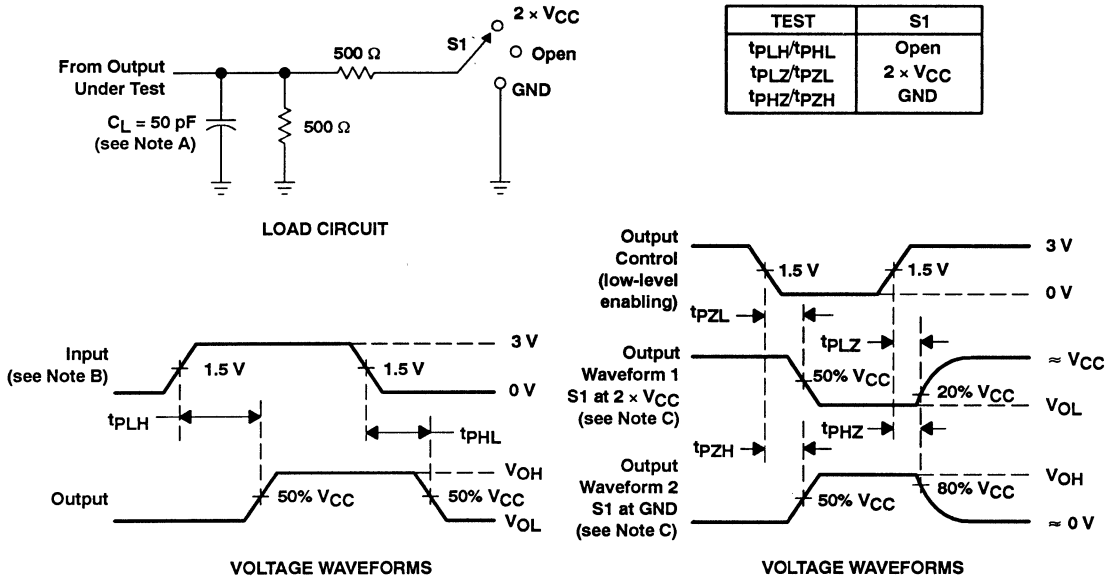 2 × VCC
S1
500 Ω
Open
From Output
Under Test
GND
CL = 50 pF
(see Note A)
500 Ω
LOAD CIRCUIT
TEST S1
tPLH/tPHL Open
tPLZ/tPZL 2 × VCC
tPHZ/tPZH GND
Input
(see Note B)
1.5 V
1.5 V
3 V
0 V
tPLH
tPHL
Output
50% VCC
50% VCC
VOH
VOL
VOLTAGE WAVEFORMS
Output
Control
(low-level
enabling)
1.5 V
1.5 V
3 V
0 V
tPZL
tPLZ
Output
Waveform 1
S1 at 2 × VCC
(see Note C)
50% VCC
20% VCC
≈ VCC
VOL
tPZH
tPHZ
Output
Waveform 2
S1 at GND
(see Note C)
50% VCC
80% VCC
VOH
≈ 0 V
VOLTAGE WAVEFORMS